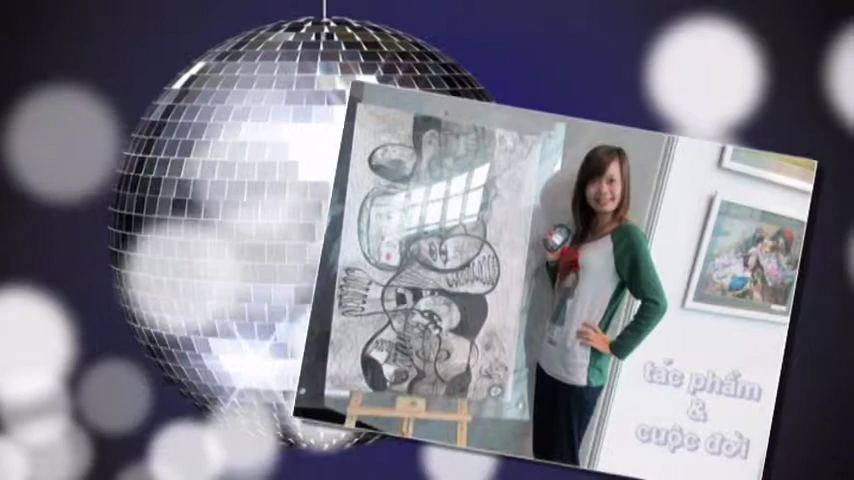 tác phẩm
&
cuộc đời